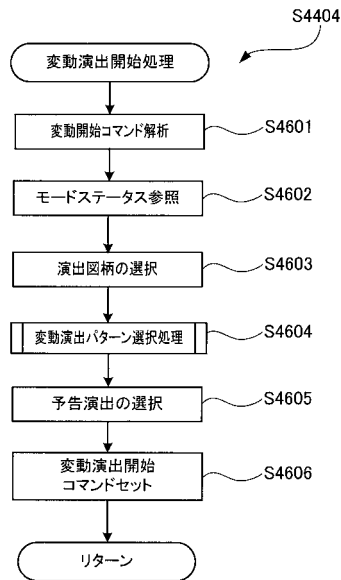 S4404
変動演出開始処理
変動開始コマンド解析
S4601
モードステータス参照
S4602
演出図柄の選択
S4603
変動演出パターン選択処理
S4604
予告演出の選択
S4605
変動演出開始
コマンドセット
S4606
リターン